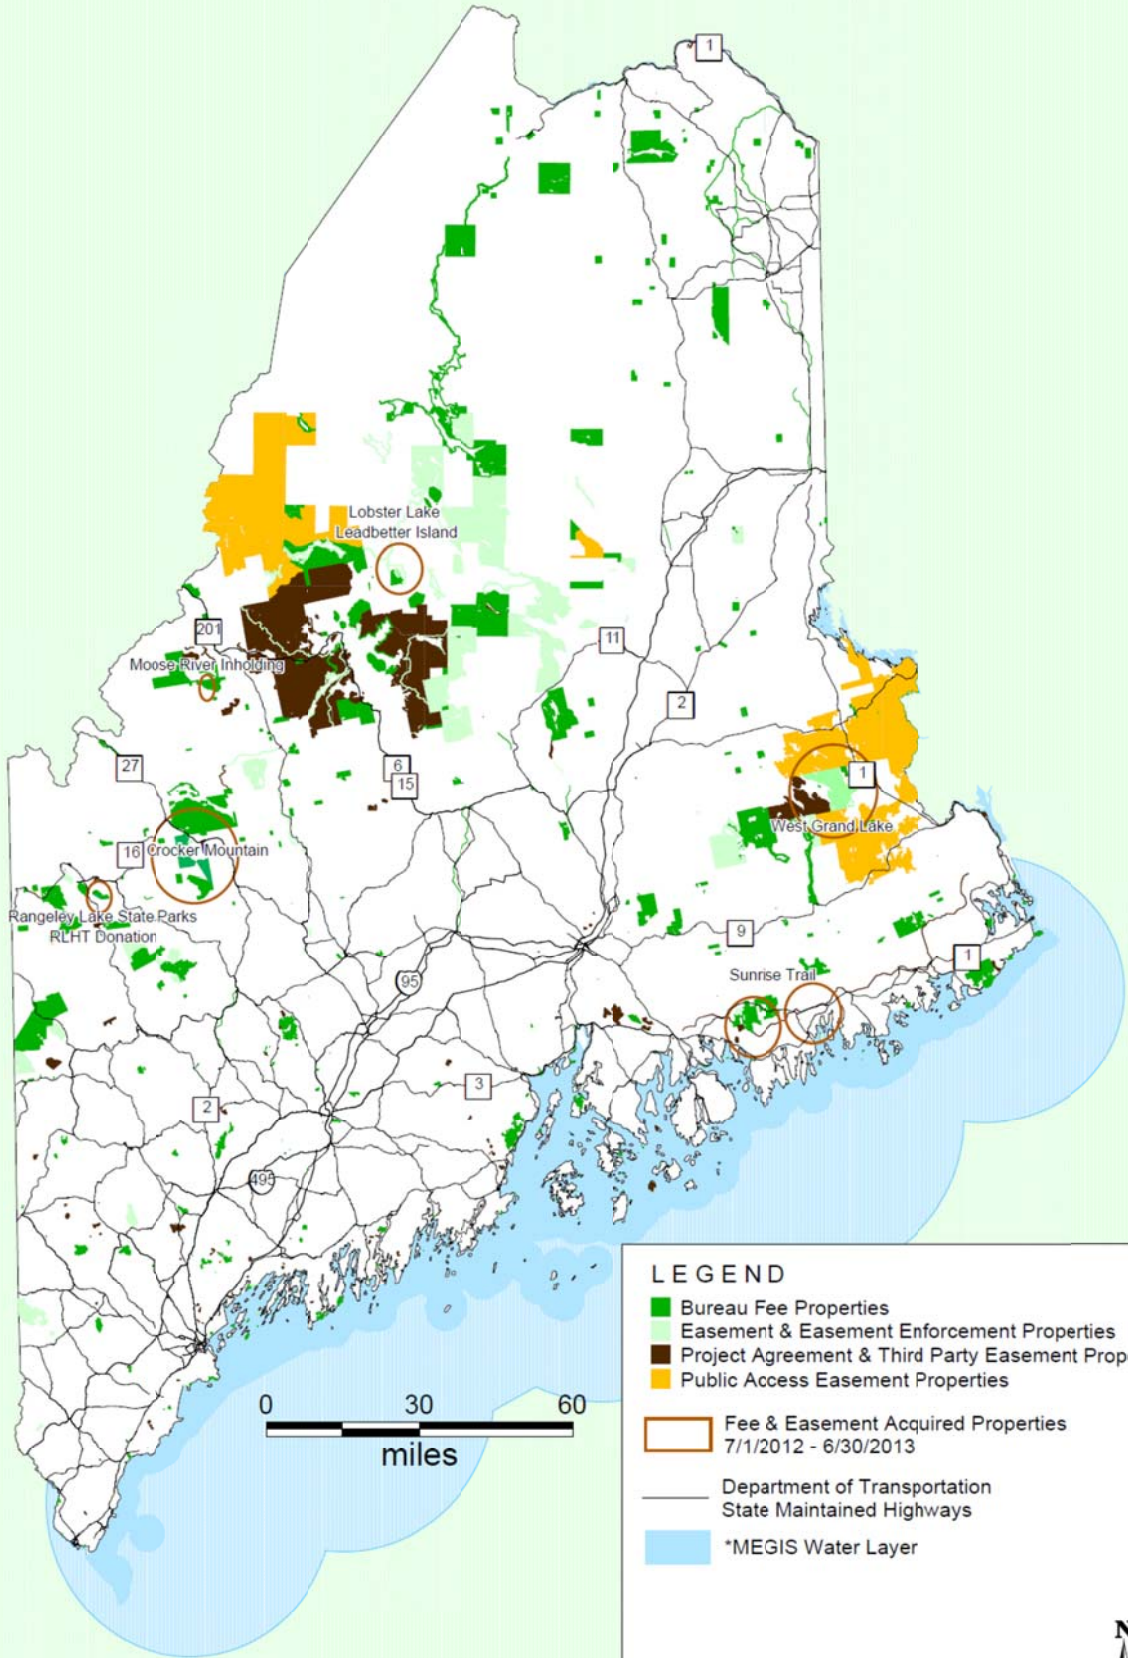 1
Lobster Lake
Leadbetter Island
201
11
Moose River Inholding
2
27
6
15
1
West Grand Lake
16
Crocker Mountain
Rangeley Lake State Parks
RLHT Donation
9
1
Sunrise Trail
95
3
2
495
LEGEND
Bureau Fee Properties
Easement & Easement Enforcement Properties
Project Agreement & Third Party Easement Prope
Public Access Easement Properties
Fee & Easement Acquired Properties
7/1/2012 - 6/30/2013
Department of Transportation
State Maintained Highways
*MEGIS Water Layer
0 30 60
miles
N